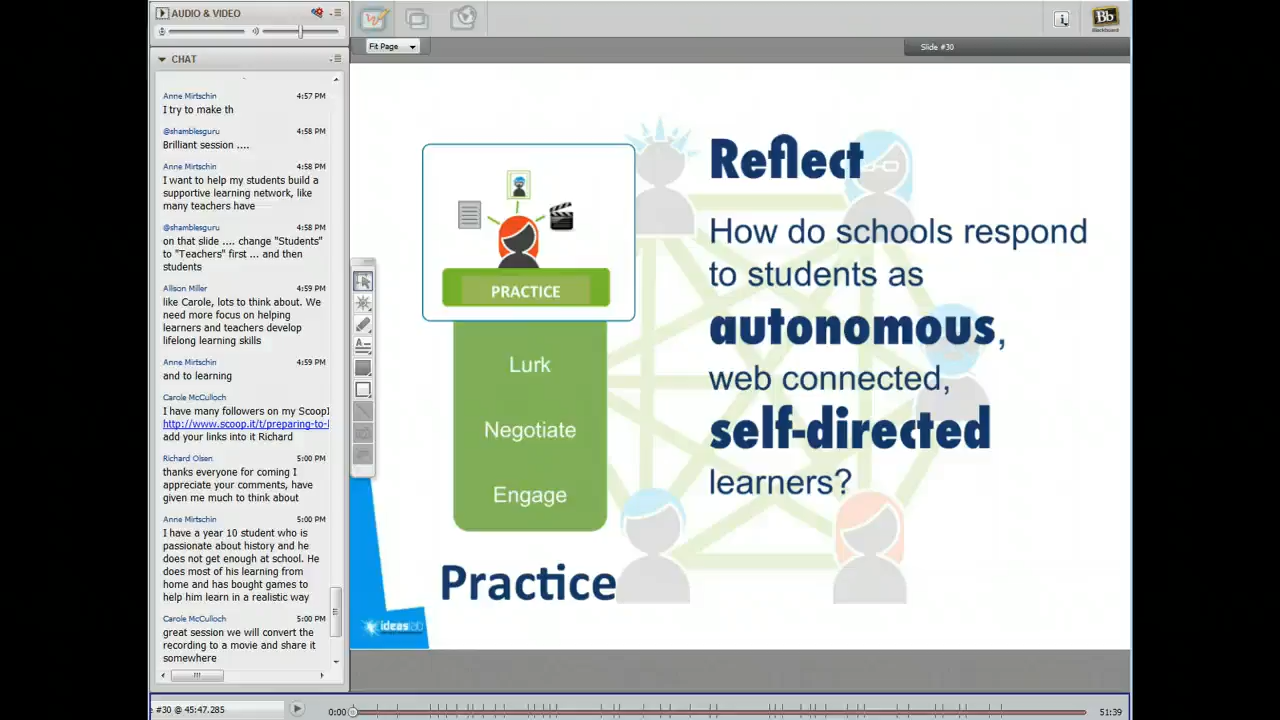 AUDIO & VIDEO
CHAT
Anne Mirtschin 4:57 PM
I try to make th
@shamblesguru 4:58 PM
Brilliant session ....
Anne Mirtschin 4:58 PM
I want to help my students build a
supportive learning network, like
many teachers have
@shamblesguru 4:58 PM
on that slide .... change "Students"
to "Teachers" first ... and then
students
Allison Miller 4:59 PM
like Carole, lots to think about. We
need more focus on helping
learners and teachers develop
lifelong learning skills
Anne Mirtschin 4:59 PM
and to learning
Carole McCulloch
I have many followers on my Scoop
http://www.scoop.it/t/preparing-to-
add your links into it Richard
Richard Olsen 5:00 PM
thanks everyone for coming I
appreciate your comments, have
given me much to think about
Anne Mirtschin 5:00 PM
I have a year 10 student who is
passionate about history and he
does not get enough at school. He
does most of his learning from
home and has bought games to
help him learn in a realistic way
Carole McCulloch 5:00 PM
great session we will convert the
recording to a movie and share it
somewhere
#30 @ 45:47.285
0:00
51:39
Fit Page
Slide #30
Bb
Blackboard
PRACTICE
Lurk
Negotiate
Engage
Practice
ideaslab
Reflect
How do schools respond
to students as
autonomous,
web connected,
self-directed
learners?